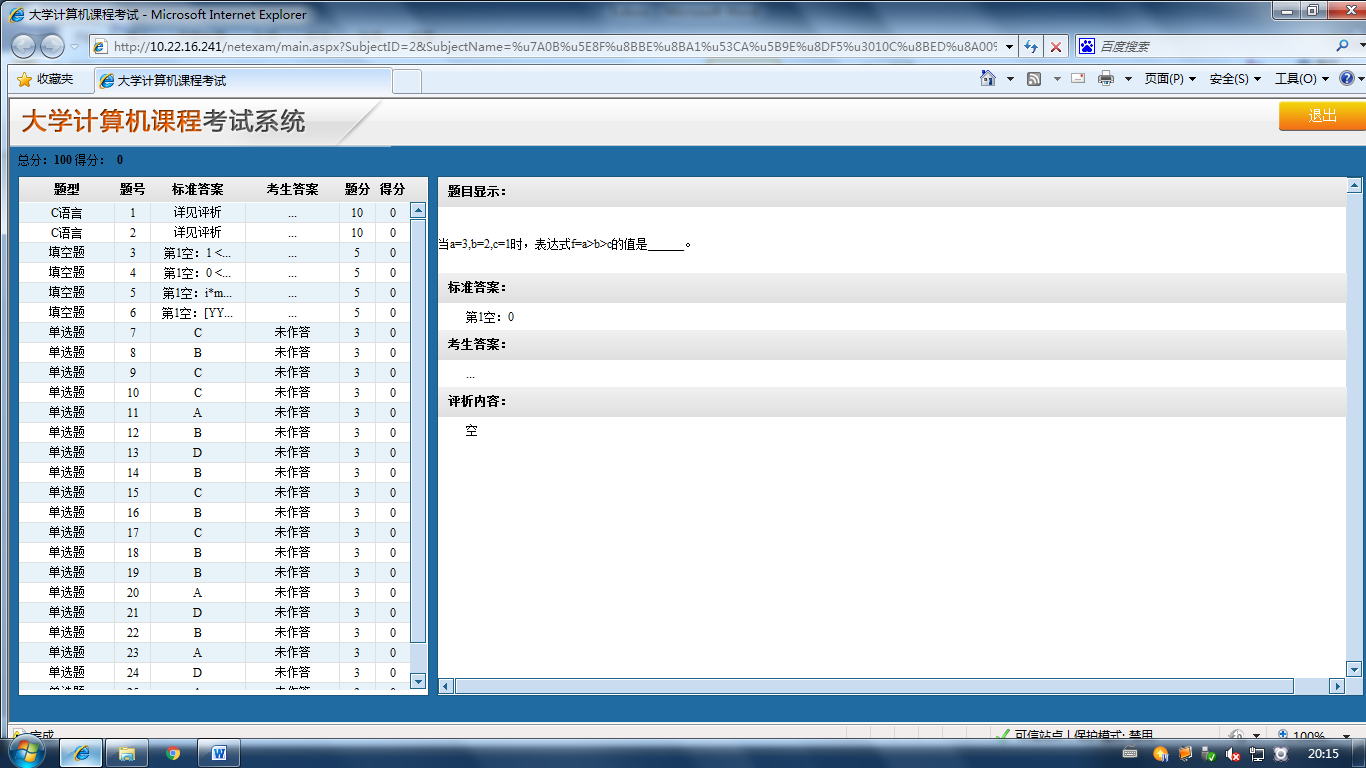 大学计算机课程考试 - Microsoft Internet Explorer
http://10.22.16.241/netexam/main.aspx?SubjectID=2&SubjectName=%u7A0B%u5E8F%u8BBE%u8BA1%u53CA%u5B9E%u8DF5%u3010C%u8BED%u8A00%
百度搜索
收藏夹
大学计算机课程考试
页面(P)
安全(S)
工具(O)
大学计算机课程考试系统
退出
总分：100 得分： 0
题型 题号 标准答案 考生答案 题分 得分
C语言 1 详见评析 ... 10 0
C语言 2 详见评析 ... 10 0
填空题 3 第1空：1 <... ... 5 0
填空题 4 第1空：0 <... ... 5 0
填空题 5 第1空：i*m... ... 5 0
填空题 6 第1空：[YY... ... 5 0
单选题 7 C 未作答 3 0
单选题 8 B 未作答 3 0
单选题 9 C 未作答 3 0
单选题 10 C 未作答 3 0
单选题 11 A 未作答 3 0
单选题 12 B 未作答 3 0
单选题 13 D 未作答 3 0
单选题 14 B 未作答 3 0
单选题 15 C 未作答 3 0
单选题 16 B 未作答 3 0
单选题 17 C 未作答 3 0
单选题 18 B 未作答 3 0
单选题 19 B 未作答 3 0
单选题 20 A 未作答 3 0
单选题 21 D 未作答 3 0
单选题 22 B 未作答 3 0
单选题 23 A 未作答 3 0
单选题 24 D 未作答 3 0
题目显示：
当a=3,b=2,c=1时，表达式f=a>b>c的值是______。
标准答案：
第1空：0
考生答案：
...
评析内容：
空
完成
可信站点 | 保护模式: 禁用
100%
20:15